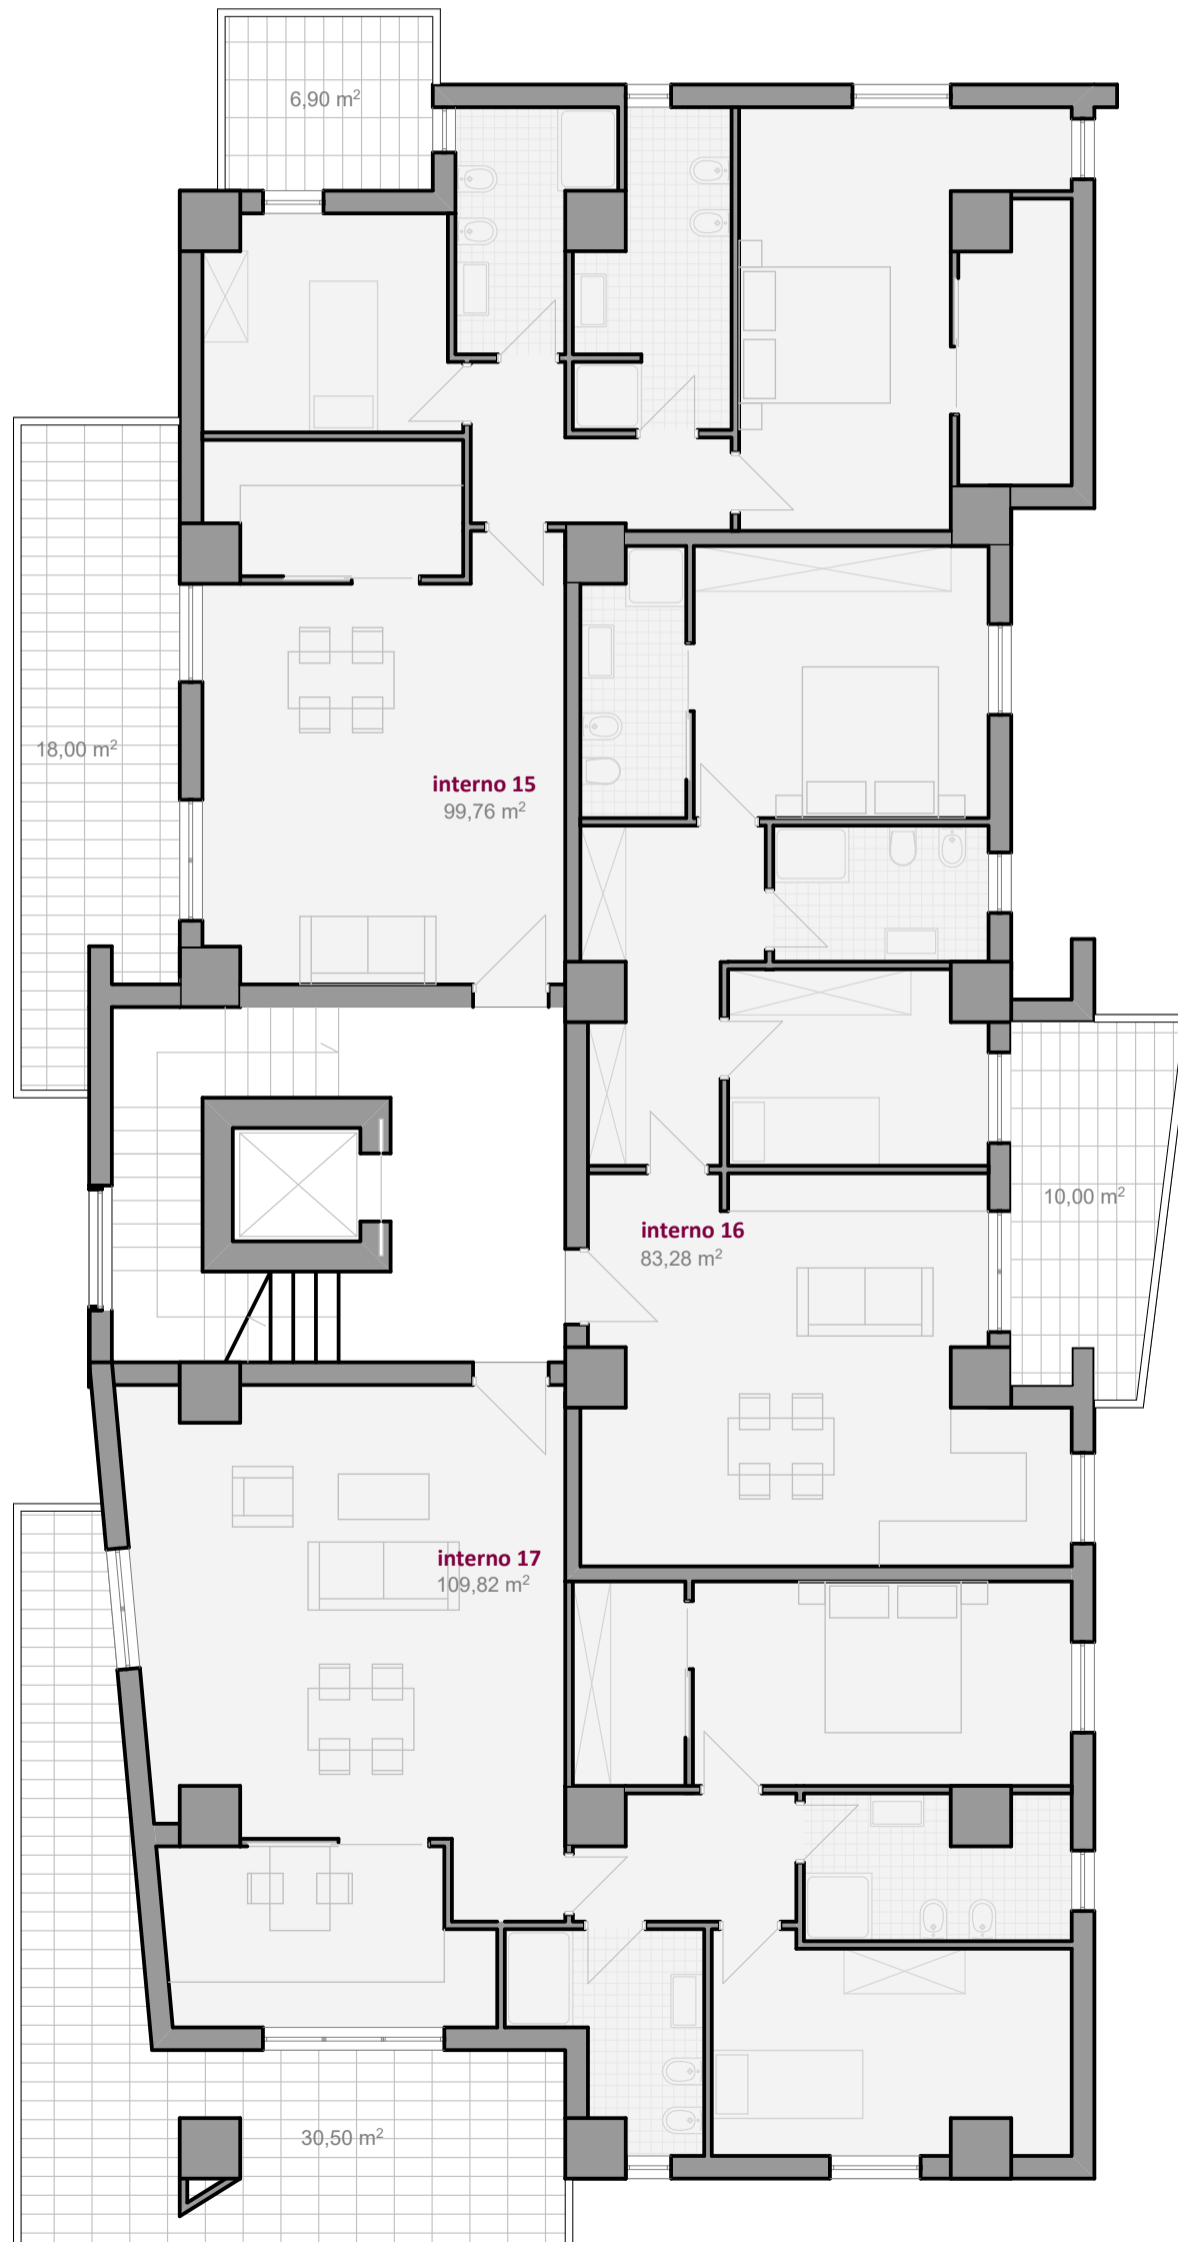 6,90 m²
18,00 m²
interno 15
99,76 m²
10,00 m²
interno 16
83,28 m²
interno 17
109,82 m²
30,50 m²